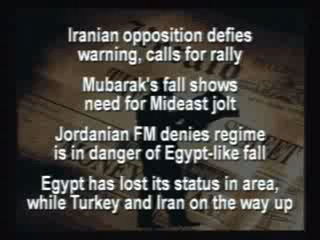 Iranian opposition defies
warning, calls for rally
Mubarak's fall shows
need for Mideast jolt
Jordanian FM denies regime
is in danger of Egypt-like fall
Egypt has lost its status in area,
while Turkey and Iran on the way up